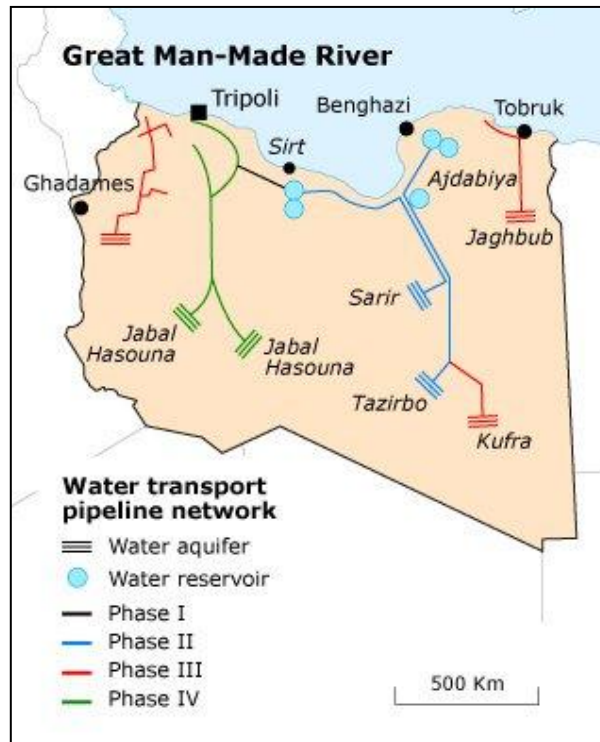 Great Man-Made River
Tripoli
Benghazi
Tobruk
Sirt
Ghadames
Ajdabiya
Jaghbub
Sarir
Jabal
Hasouna
Jabal
Hasouna
Tazirbo
Kufra
Water transport
pipeline network
Water aquifer
Water reservoir
Phase I
Phase II
Phase III
Phase IV
500 Km